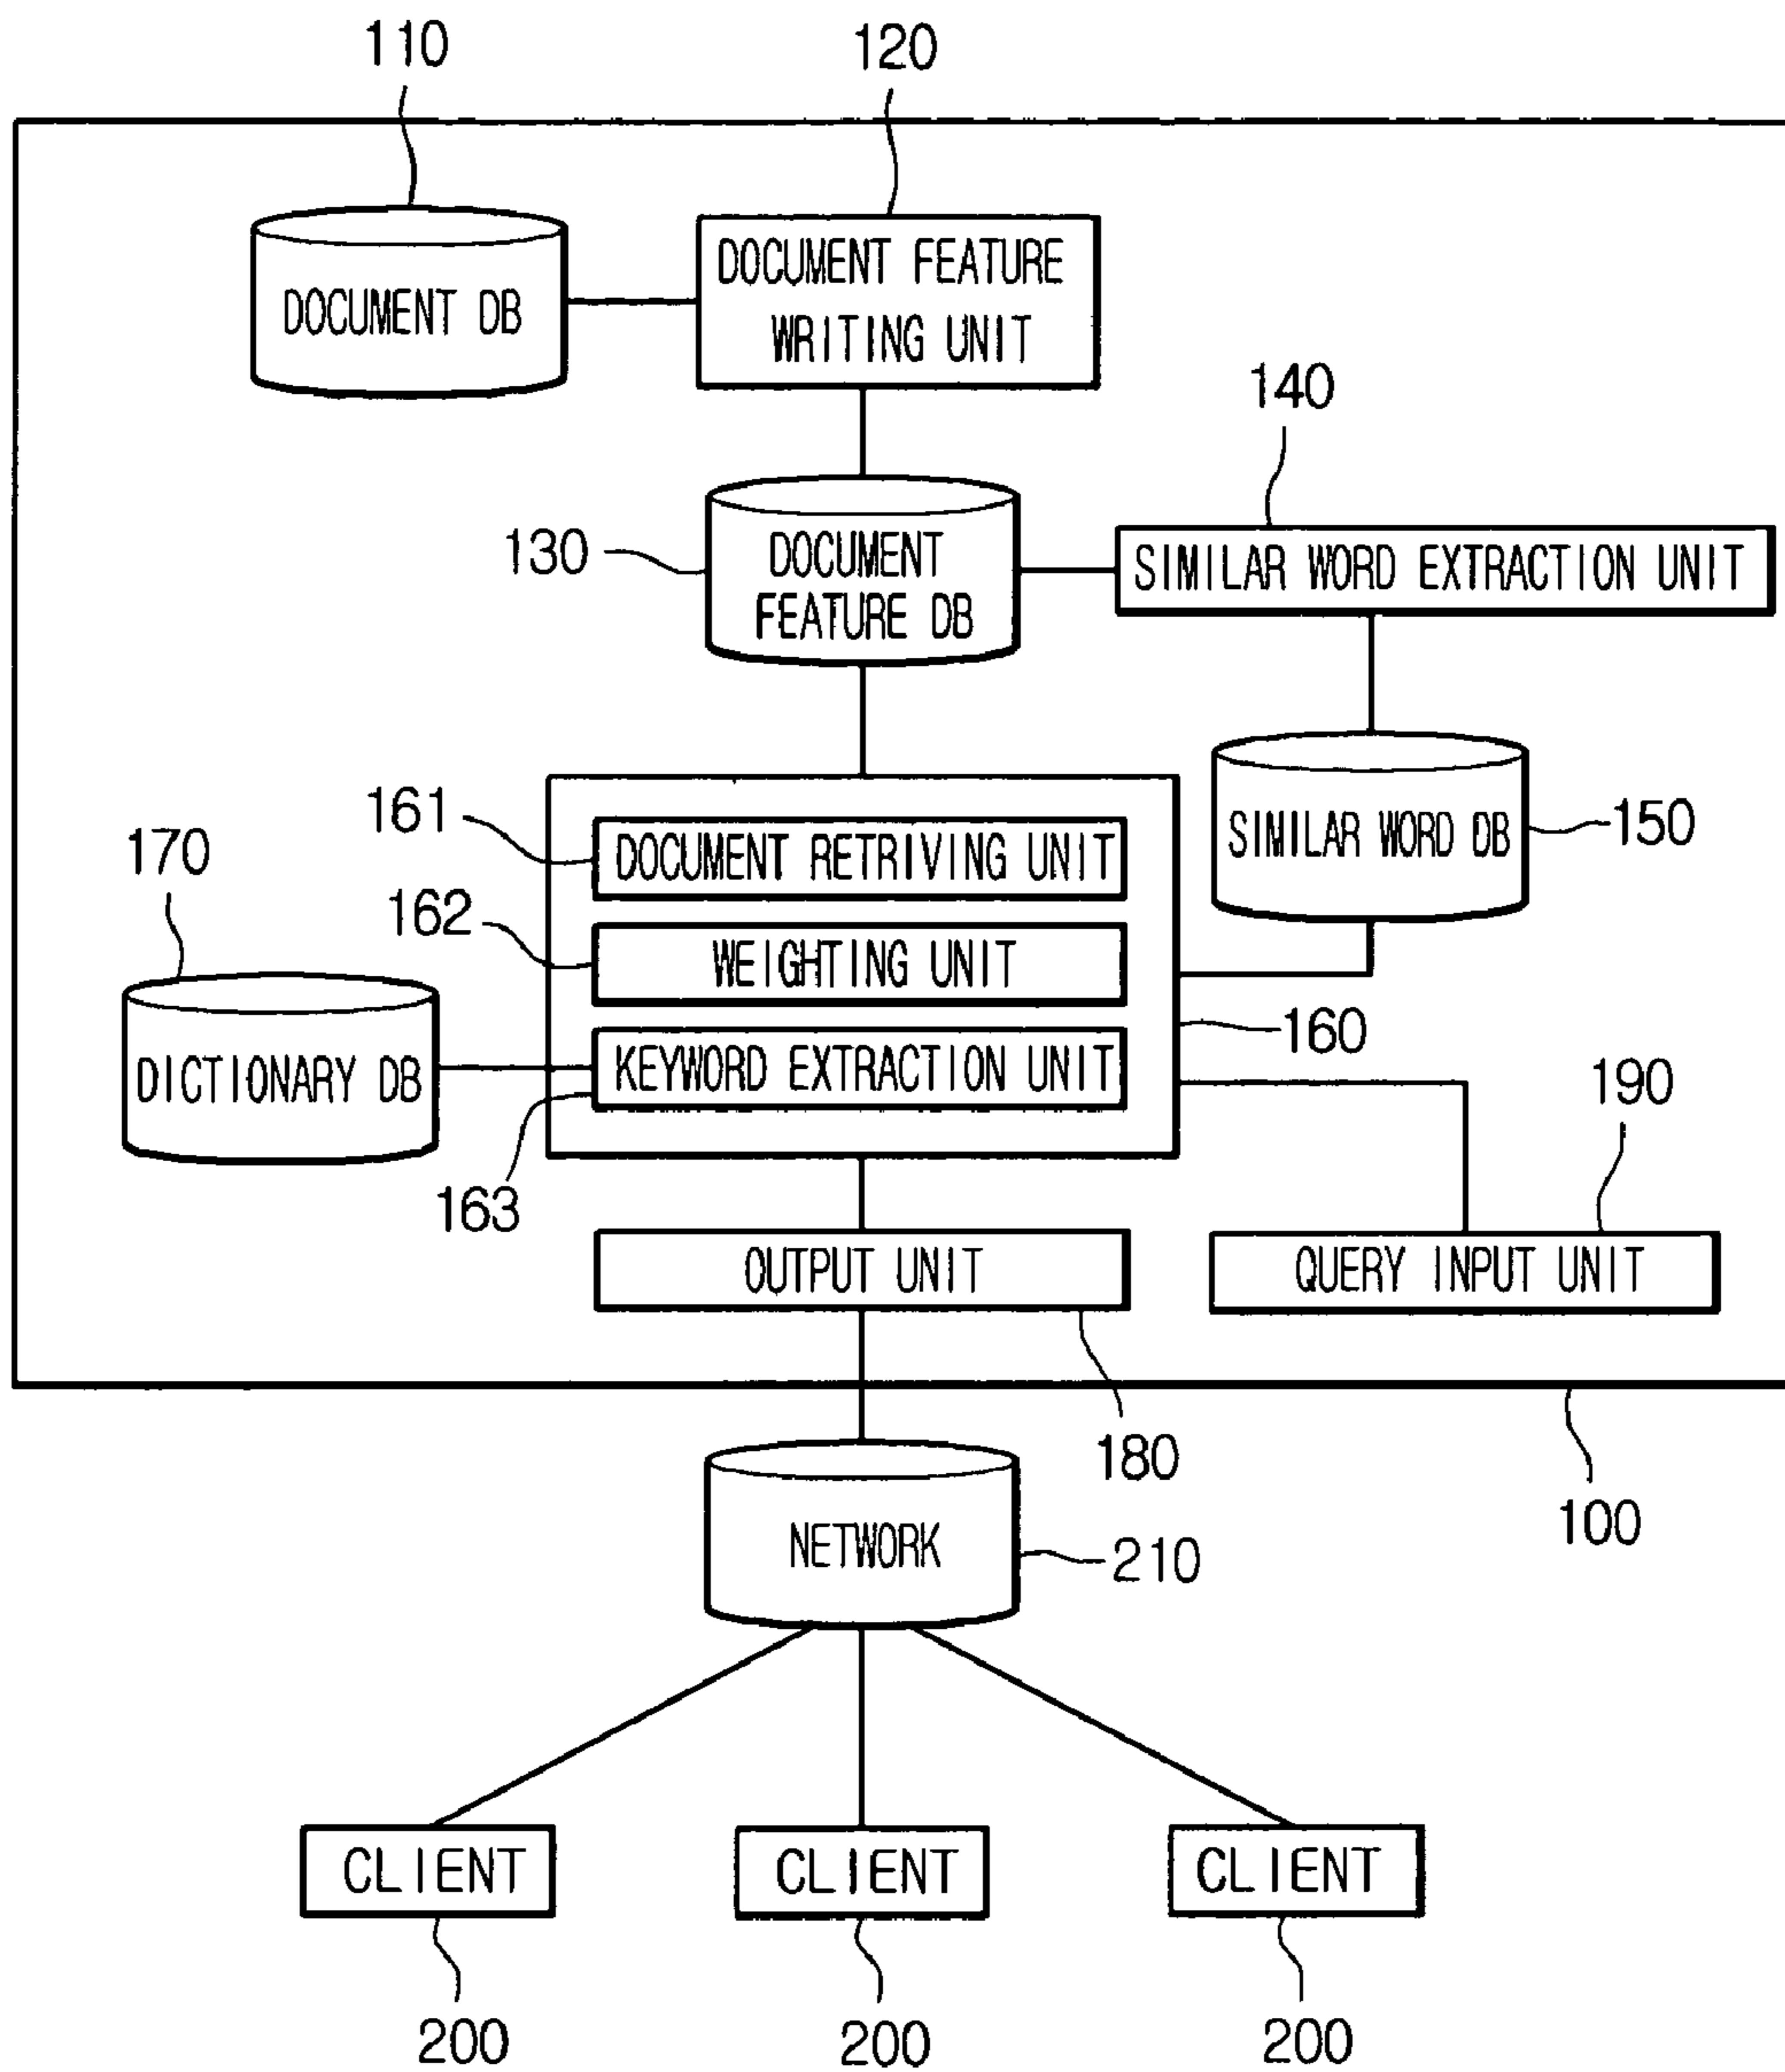 110
120
DOCUMENT DB
DOCUMENT FEATURE
WRITING UNIT
140
130
DOCUMENT
FEATURE DB
SIMILAR WORD EXTRACTION UNIT
161
DOCUMENT RETRIVING UNIT
SIMILAR WORD DB
150
170
162
WEIGHTING UNIT
160
DICTIONARY DB
KEYWORD EXTRACTION UNIT
190
163
OUTPUT UNIT
QUERY INPUT UNIT
180
100
NETWORK
210
CLIENT
CLIENT
CLIENT
200
200
200